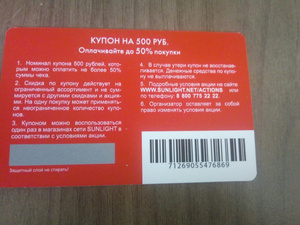 КУПОН НА 500 РУБ.
Оплачивайте до 50% покупки
1. Номинал купона 500 рублей, кото-
рым можно оплатить не более 50%
суммы чека.
2. Скидка по купону действует на
ограниченный ассортимент и не сум-
мируется с другими скидками и акция-
ми. На одну покупку может применять-
ся неограниченное количество купо-
нов.
3. Купоном можно воспользоваться
один раз в магазинах сети SUNLIGHT в
соответствии с условиями акции.
4. В случае утери купон не восстанав-
ливается. Денежные средства по купо-
ну не выплачиваются.
5. Подробные условия акции на сайте
WWW.SUNLIGHT.NET/ACTIONS или
по телефону: 8 800 775 22 22.
6. Организатор оставляет за собой
право изменять условия акции.
Защитный слой не стирать!
71269055476869